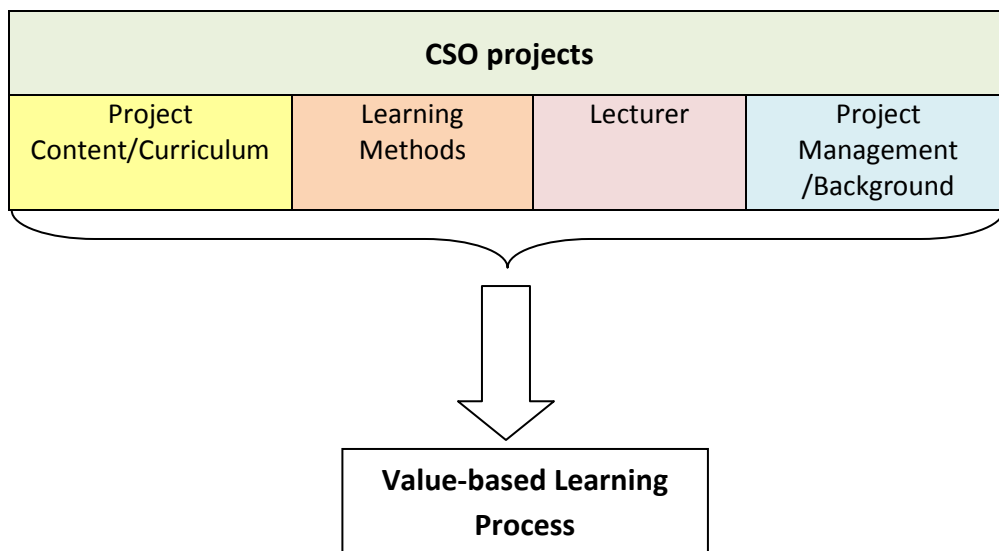 CSO projects
Project
Content/Curriculum
Learning
Methods
Lecturer
Project
Management
/Background
Value-based Learning
Process